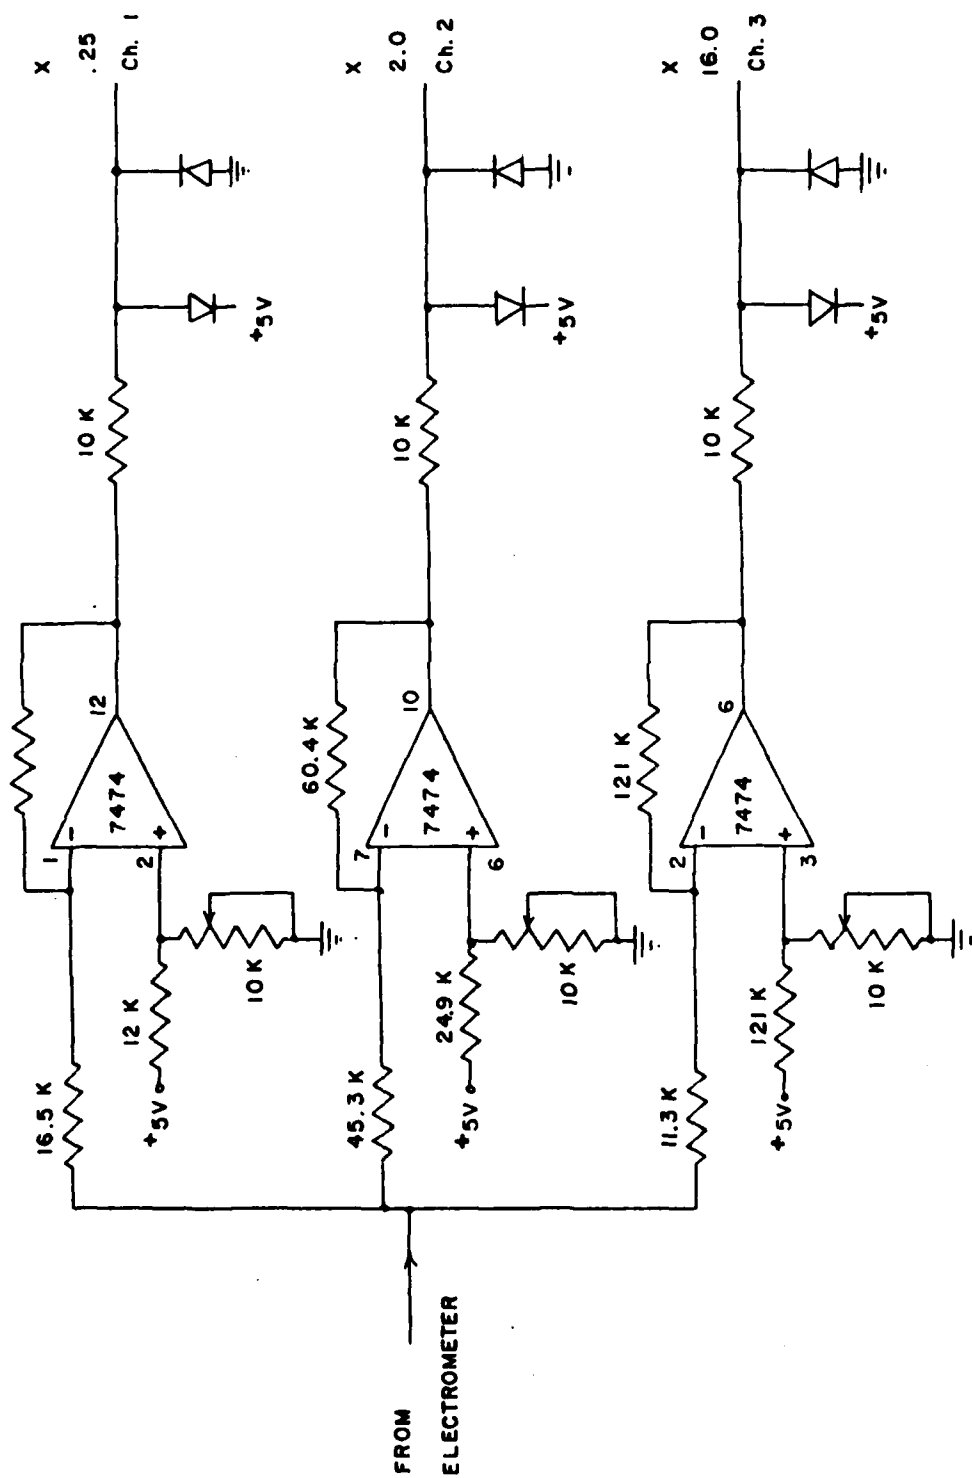 FROM
ELECTROMETER
16.5 K
+5V
12 K
10 K
1
-
2
+
7474
12
10 K
+5V
X
.25
Ch. 1
45.3 K
+5V
24.9 K
10K
7
-
6
+
7474
60.4 K
10
10 K
+5V
X
2.0
Ch. 2
11.3 K
+5V
121 K
10 K
2
-
3
+
7474
121 K
6
10 K
+5V
X
16.0
Ch. 3